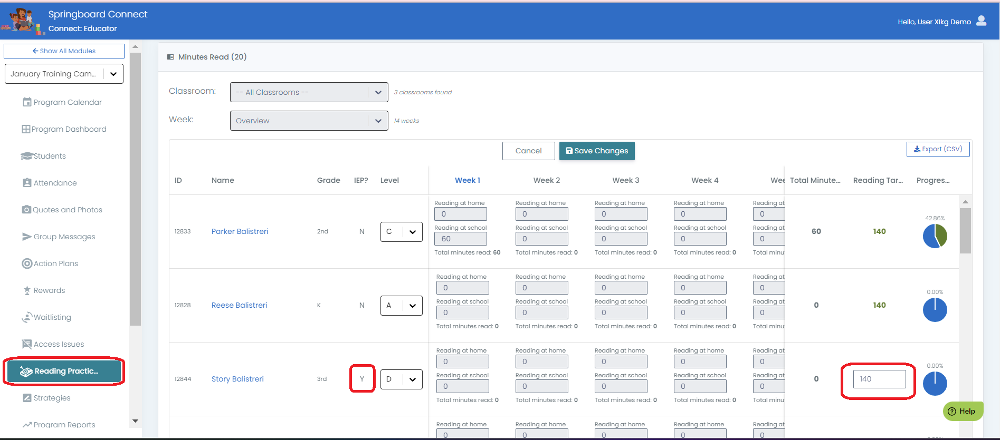 Springboard Connect
Connect: Educator
Hello, User XIkg Demo
Show All Modules
January Training Cam...
Program Calendar
Program Dashboard
Students
Attendance
Quotes and Photos
Group Messages
Action Plans
Rewards
Waitlisting
Access Issues
Reading Practic...
Strategies
Program Reports
Minutes Read (20)
Classroom: -- All Classrooms -- 3 classrooms found
Week: Overview 14 weeks
Cancel Save Changes Export (CSV)
ID Name Grade IEP? Level Week 1 Week 2 Week 3 Week 4 Wee Total Minute... Reading Tar... Progres...
Reading at home Reading at home Reading at home Reading at home Reading at
0 0 0 0 0
42.86%
Reading at school Reading at school Reading at school Reading at school Reading at
12833 Parker Balistreri 2nd N C 60 140
60 0 0 0 0
Total minutes read: 60 Total minutes read: 0 Total minutes read: 0 Total minutes read: 0 Total minu
Reading at home Reading at home Reading at home Reading at home Reading at
0 0 0 0 0
0.00%
Reading at school Reading at school Reading at school Reading at school Reading at
12828 Reese Balistreri K N A 0 140
0 0 0 0 0
Total minutes read: 0 Total minutes read: 0 Total minutes read: 0 Total minutes read: 0 Total minu
Reading at home Reading at home Reading at home Reading at home Reading at
0 0 0 0 0
0.00%
Reading at school Reading at school Reading at school Reading at school Reading at
12844 Story Balistreri 3rd Y D 0 140
0 0 0 0 0
Total minutes read: 0 Total minutes read: 0 Total minutes read: 0 Total minutes read: 0 Total minu
Help
Reading at home Reading at home Reading at home Reading at home Reading at
0 0 0 0 0